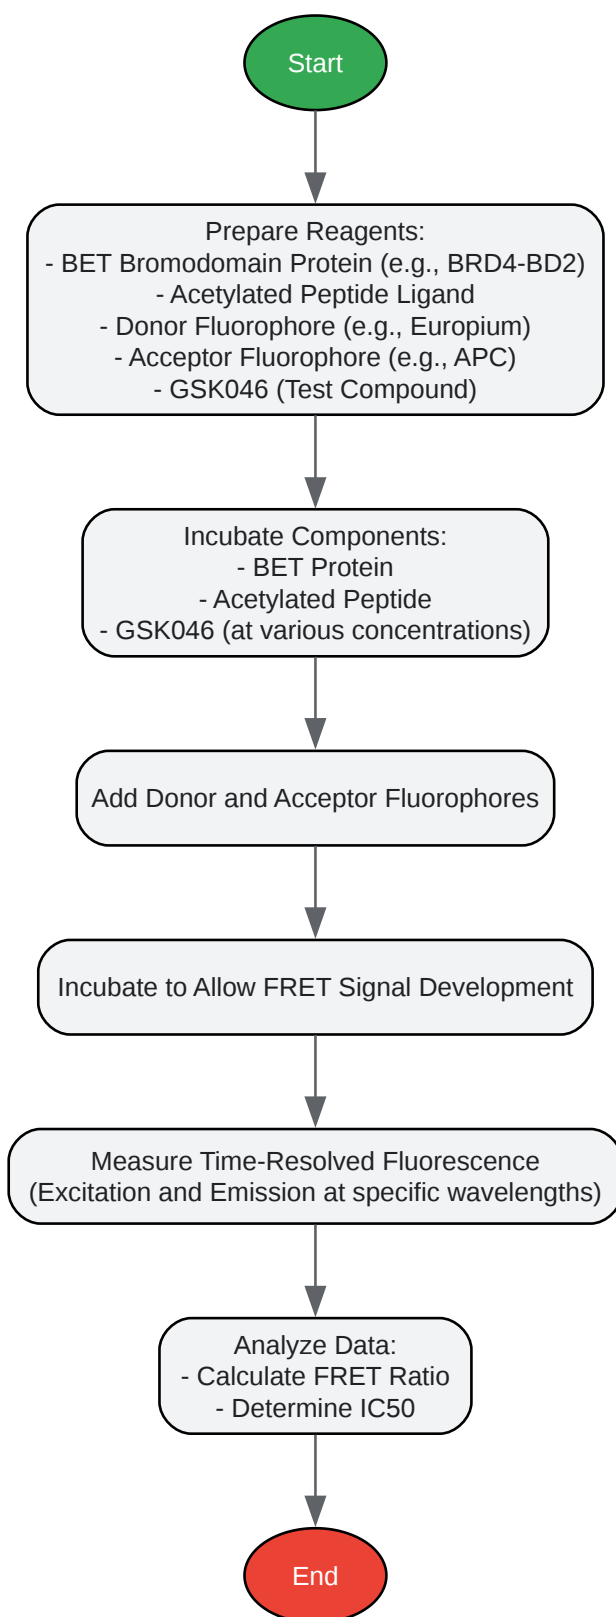 Start
Prepare Reagents:
- BET Bromodomain Protein (e.g., BRD4-BD2)
- Acetylated Peptide Ligand
- Donor Fluorophore (e.g., Europium)
- Acceptor Fluorophore (e.g., APC)
- GSK046 (Test Compound)
Incubate Components:
- BET Protein
- Acetylated Peptide
- GSK046 (at various concentrations)
Add Donor and Acceptor Fluorophores
Incubate to Allow FRET Signal Development
Measure Time-Resolved Fluorescence
(Excitation and Emission at specific wavelengths)
Analyze Data:
- Calculate FRET Ratio
- Determine IC50
End